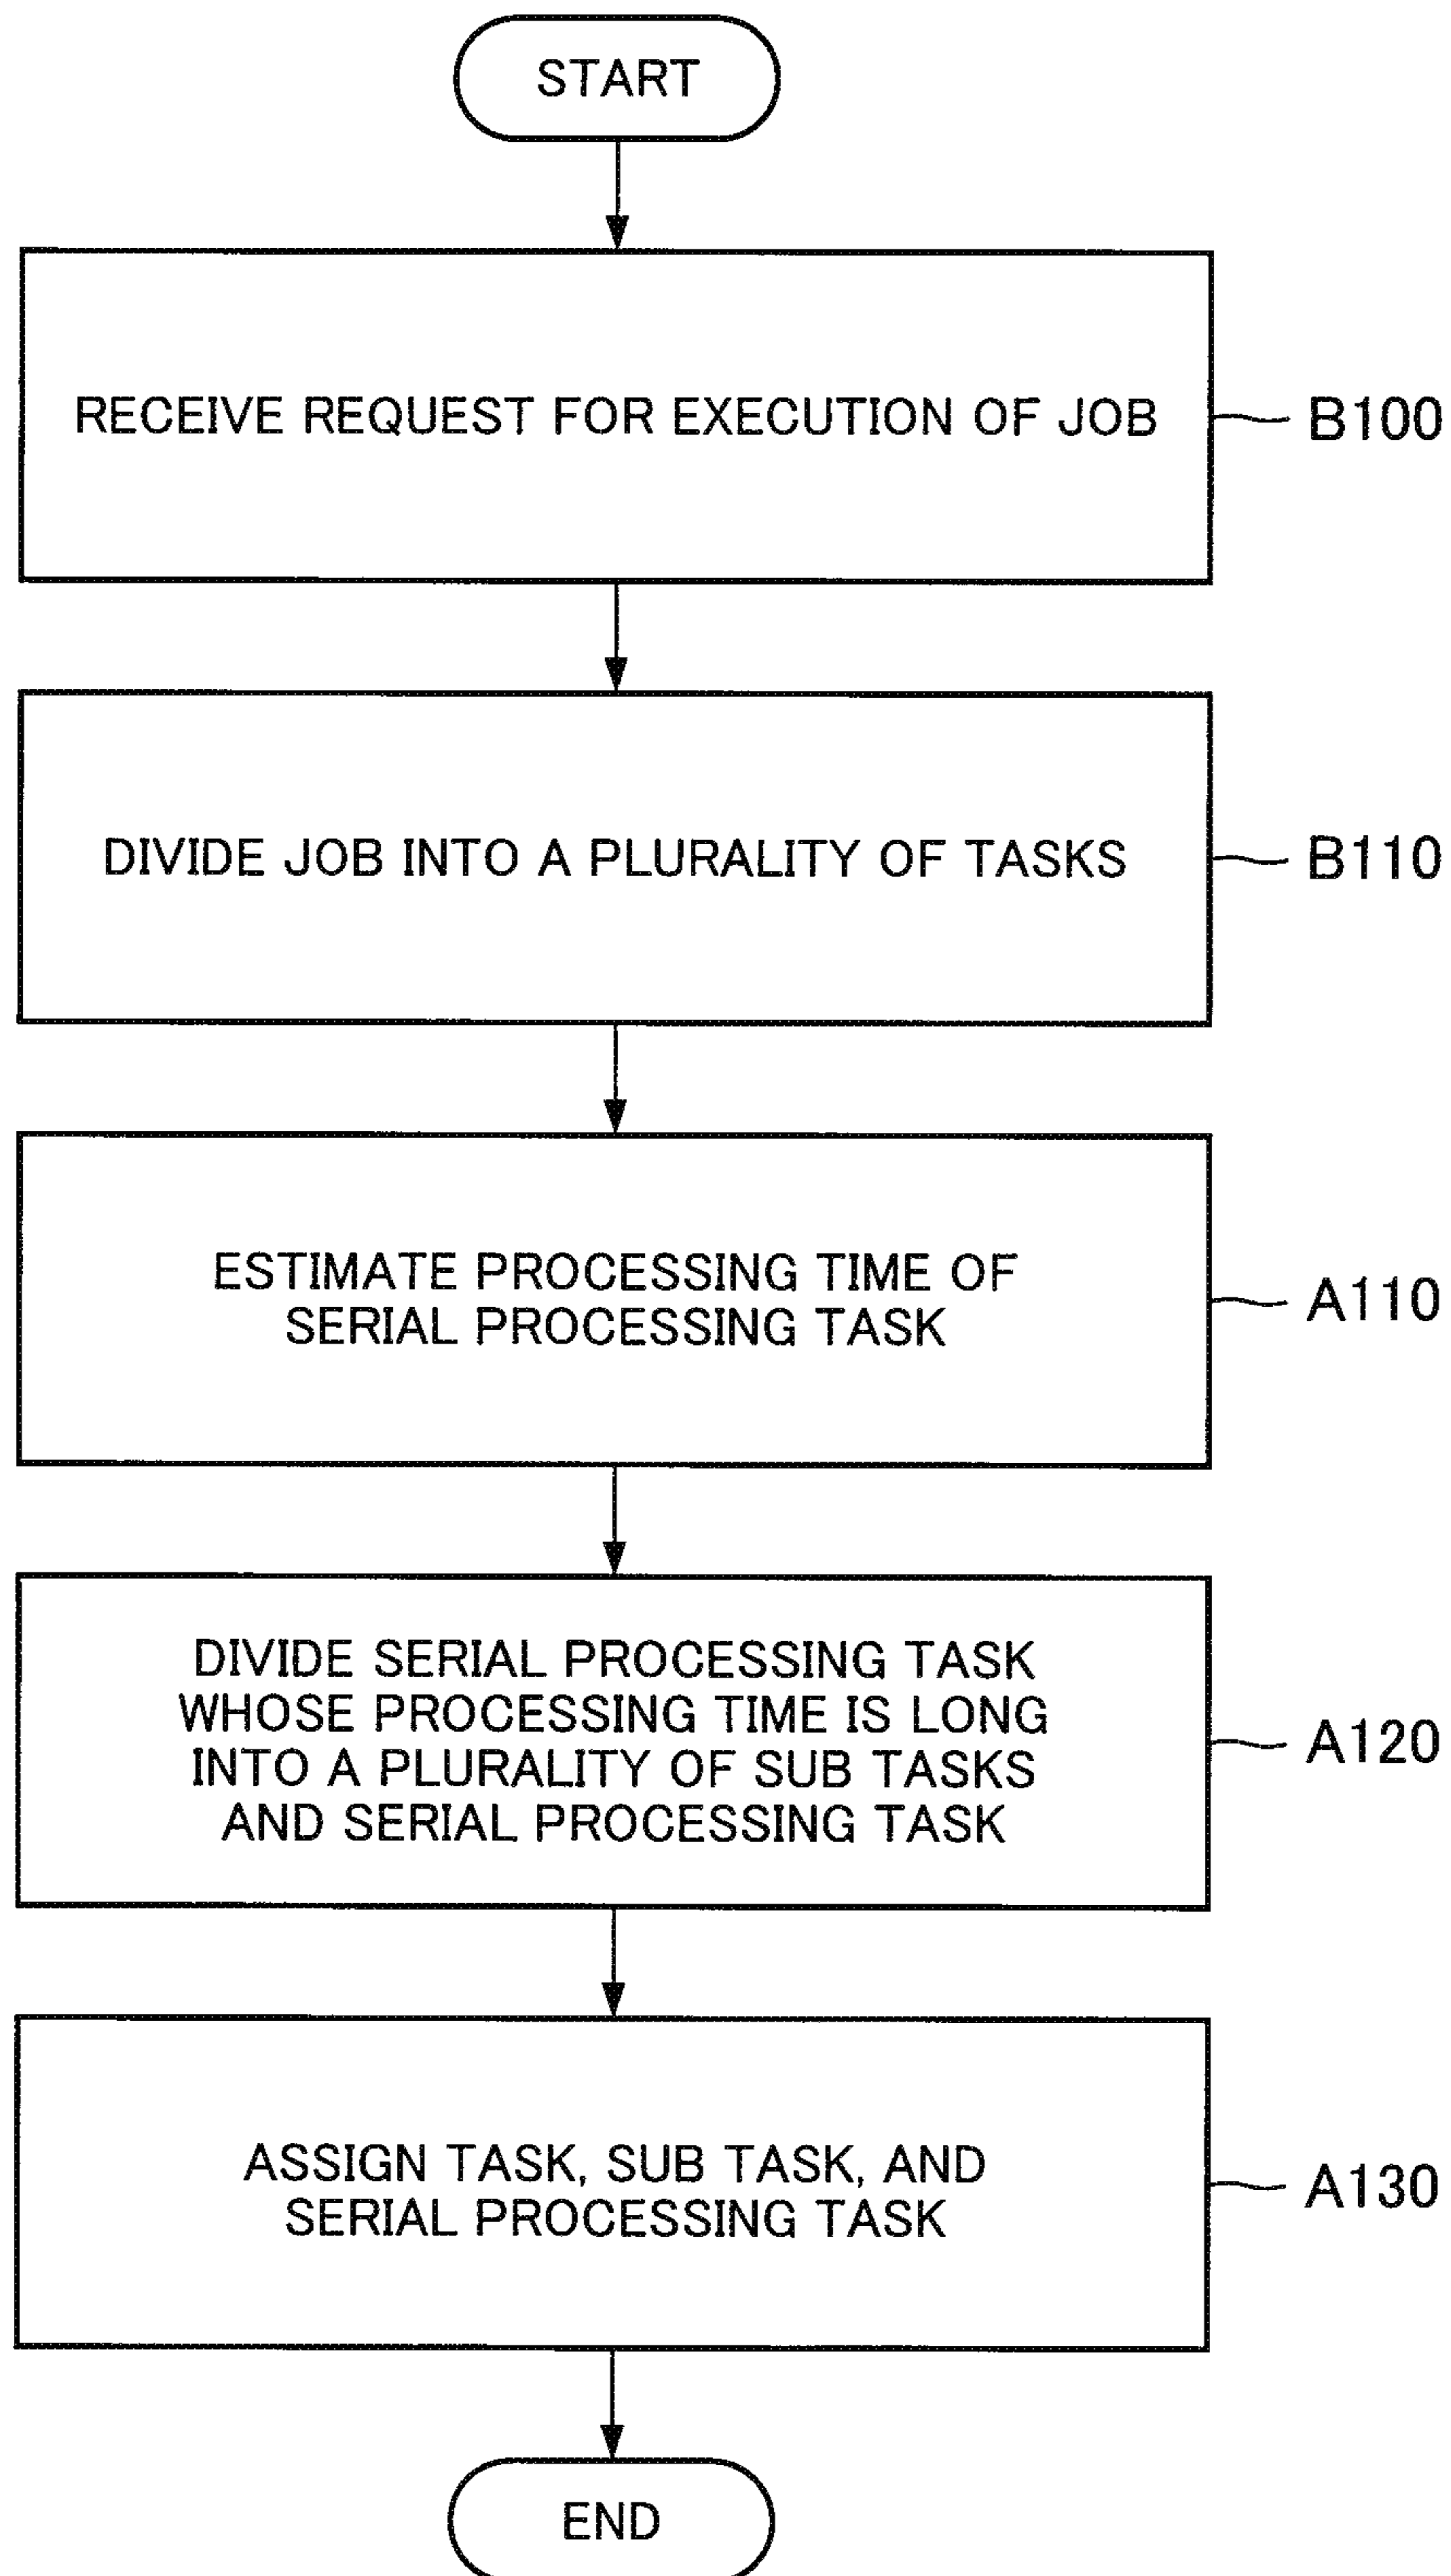 START
RECEIVE REQUEST FOR EXECUTION OF JOB
B100
DIVIDE JOB INTO A PLURALITY OF TASKS
B110
ESTIMATE PROCESSING TIME OF
SERIAL PROCESSING TASK
A110
DIVIDE SERIAL PROCESSING TASK
WHOSE PROCESSING TIME IS LONG
INTO A PLURALITY OF SUB TASKS
AND SERIAL PROCESSING TASK
A120
ASSIGN TASK, SUB TASK, AND
SERIAL PROCESSING TASK
A130
END